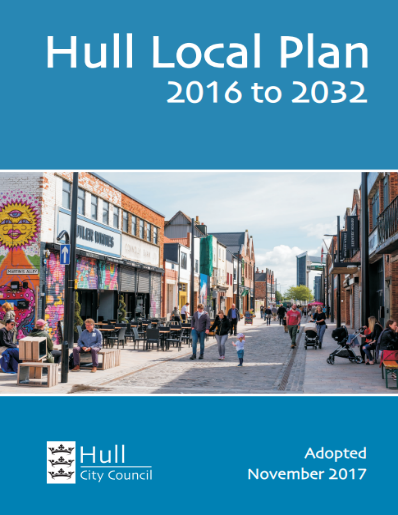 Hull Local Plan
2016 to 2032
Hull
City Council
Adopted
November 2017